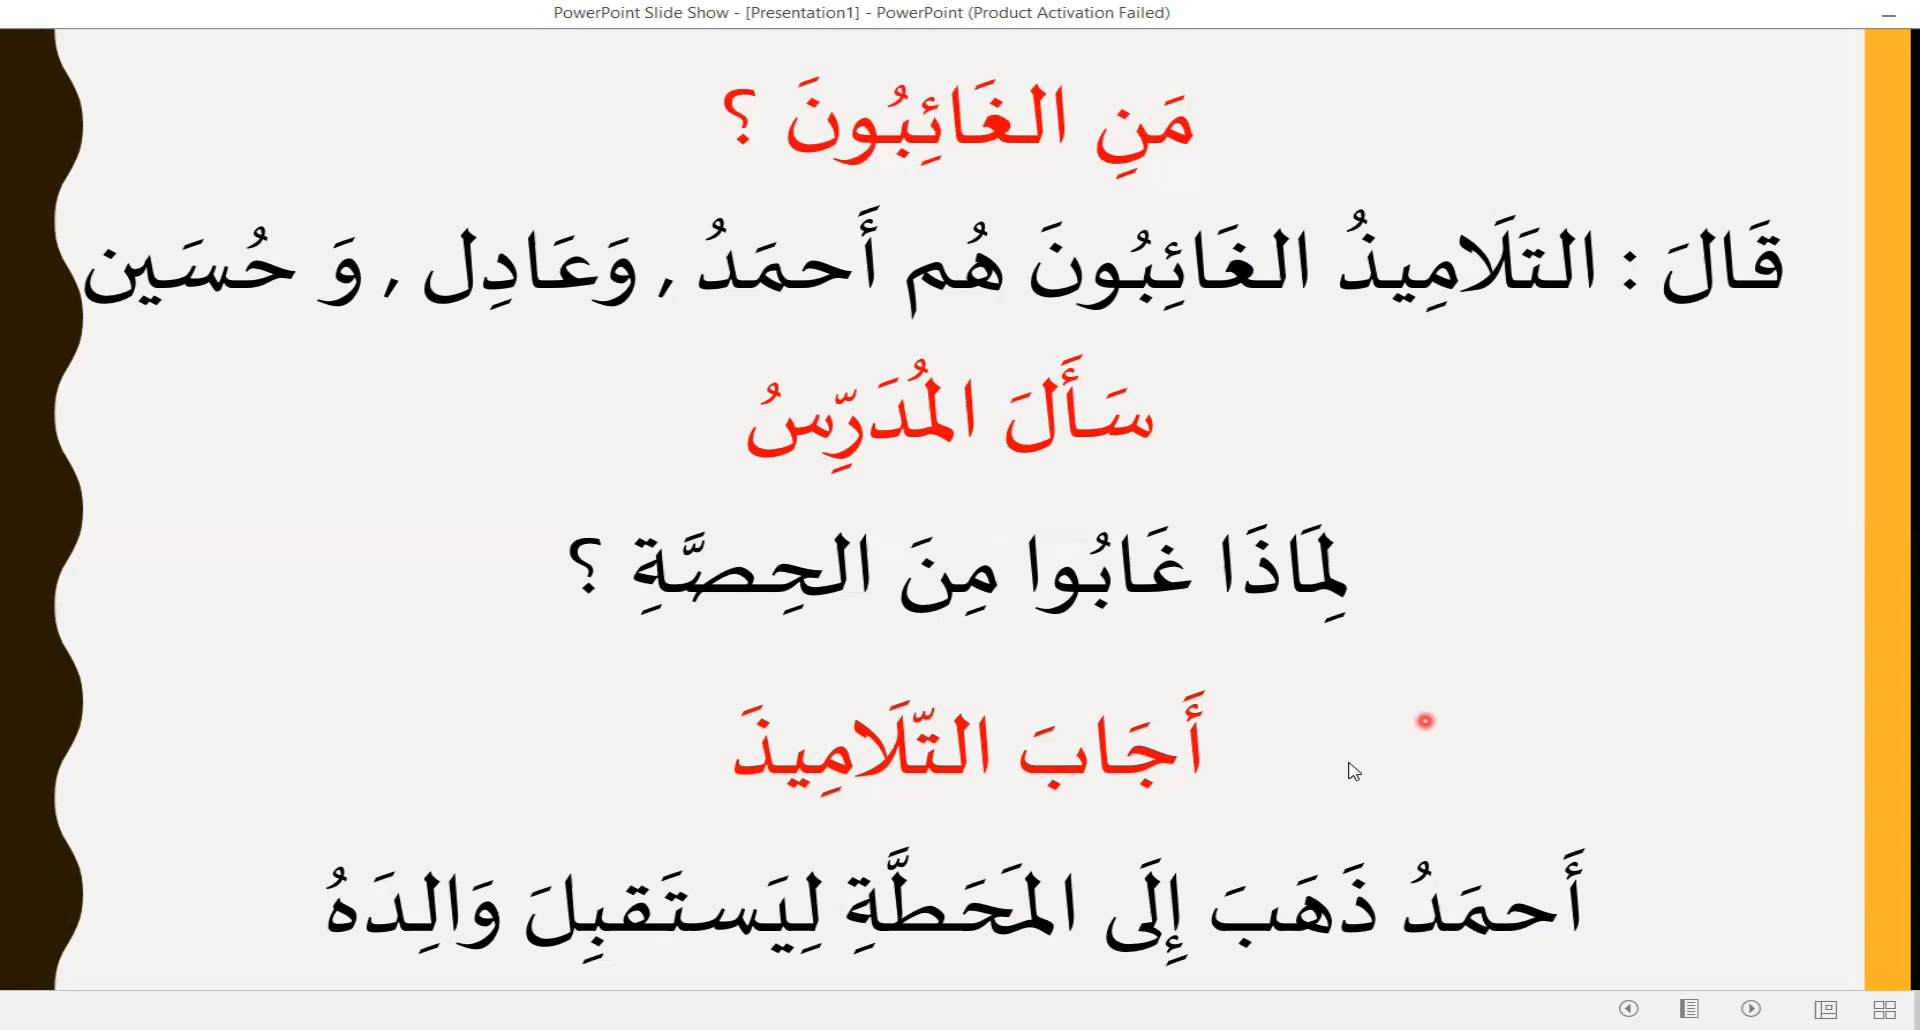 PowerPoint Slide Show - [Presentation1] - PowerPoint (Product Activation Failed)
مَنِ الغَائِبُونَ ؟
قَالَ : التَلَامِيذُ الغَائِبُونَ هُم أَحمَدُ , وَعَادِل , وَ حُسَين
سَأَلَ المُدَرِّسُ
لِمَاذَا غَابُوا مِنَ الحِصَّةِ ؟
أَجَابَ التّلَامِيذَ
أَحمَدُ ذَهَبَ إِلَى المَحَطَّةِ لِيَستَقبِلَ وَالِدَهُ